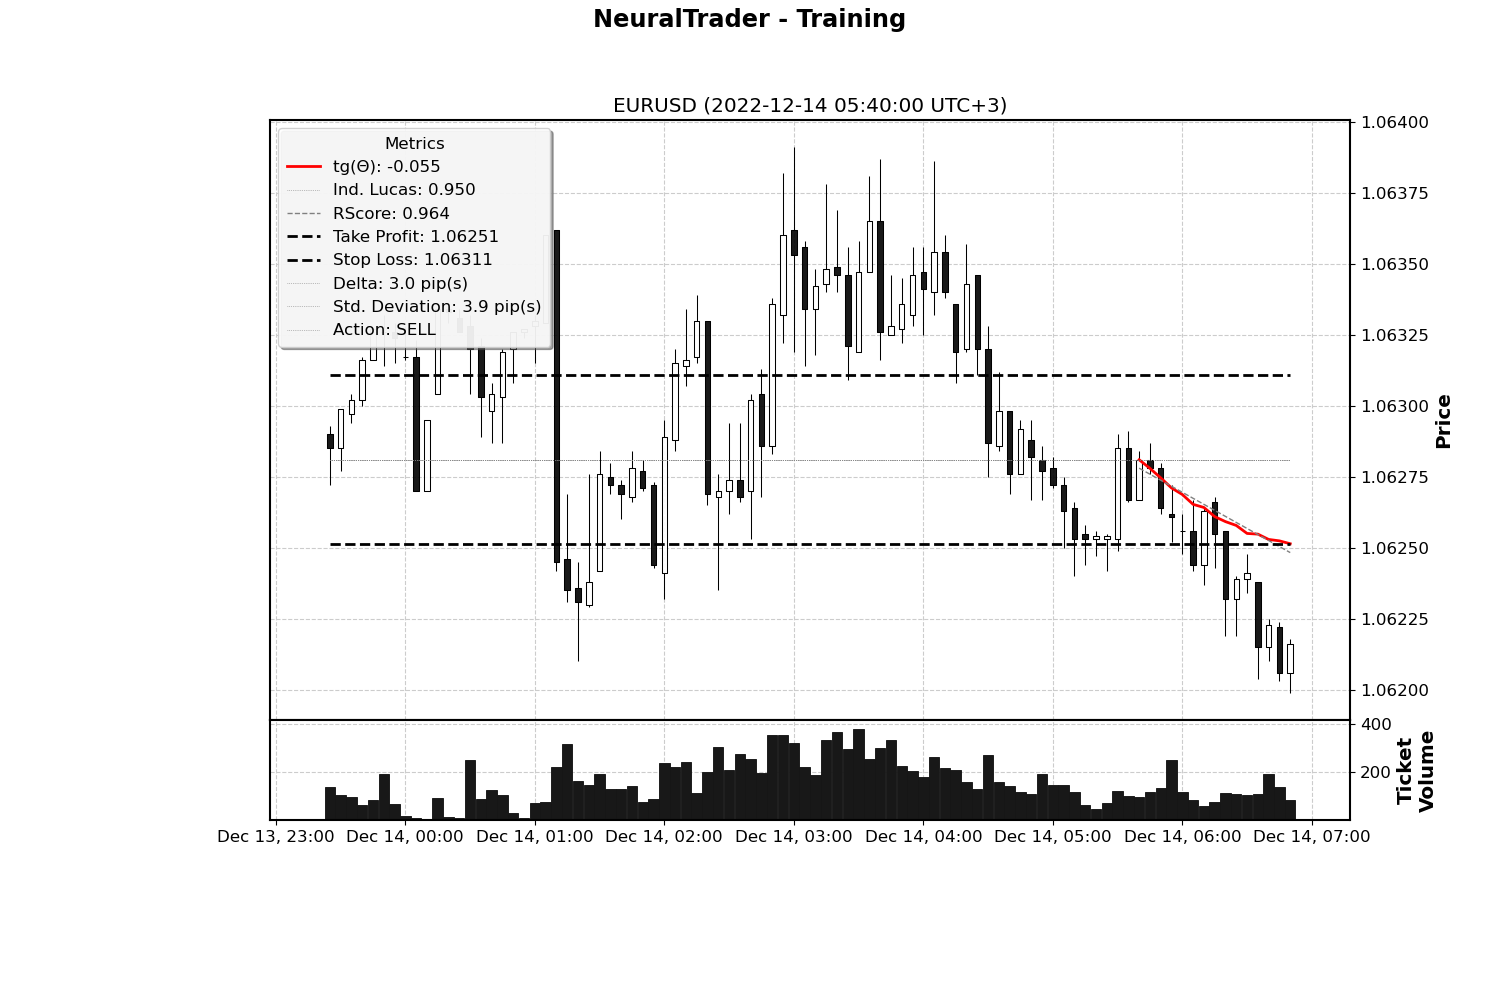 NeuralTrader - Training
EURUSD (2022-12-14 05:40:00 UTC+3)
Metrics
tg(Θ): -0.055
Ind. Lucas: 0.950
RScore: 0.964
Take Profit: 1.06251
Stop Loss: 1.06311
Delta: 3.0 pip(s)
Std. Deviation: 3.9 pip(s)
Action: SELL
1.06400
1.06375
1.06350
1.06325
1.06300
1.06275
1.06250
1.06225
1.06200
Price
400
200
Ticket
Volume
Dec 13, 23:00 Dec 14, 00:00 Dec 14, 01:00 Dec 14, 02:00 Dec 14, 03:00 Dec 14, 04:00 Dec 14, 05:00 Dec 14, 06:00 Dec 14, 07:00